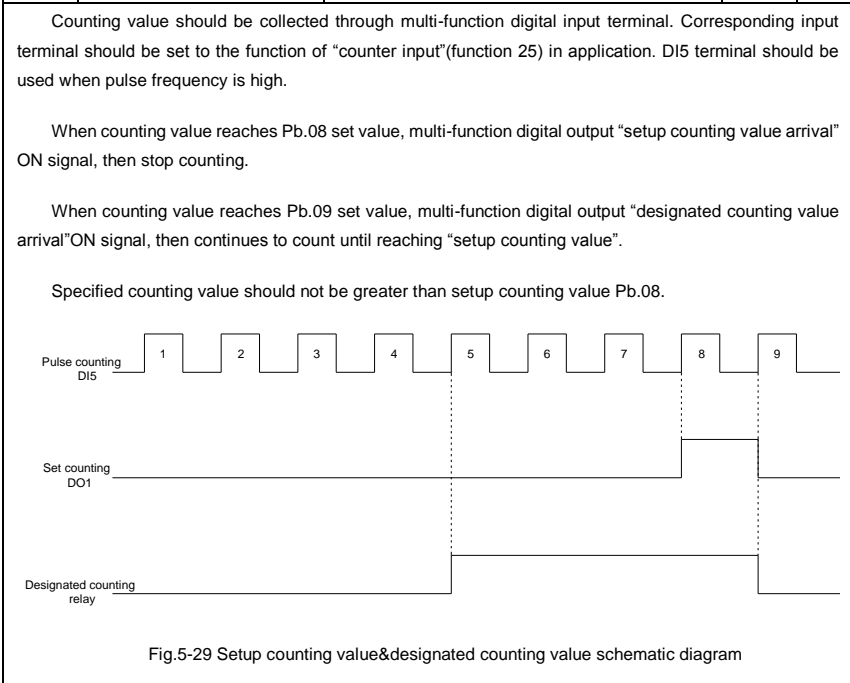 Counting value should be collected through multi-function digital input terminal. Corresponding input
terminal should be set to the function of “counter input”(function 25) in application. DI5 terminal should be
used when pulse frequency is high.
When counting value reaches Pb.08 set value, multi-function digital output “setup counting value arrival”
ON signal, then stop counting.
When counting value reaches Pb.09 set value, multi-function digital output “designated counting value
arrival”ON signal, then continues to count until reaching “setup counting value”.
Specified counting value should not be greater than setup counting value Pb.08.
Pulse counting
DI5
1 2 3 4 5 6 7 8 9
Set counting
DO1
Designated counting
relay
Fig.5-29 Setup counting value&designated counting value schematic diagram